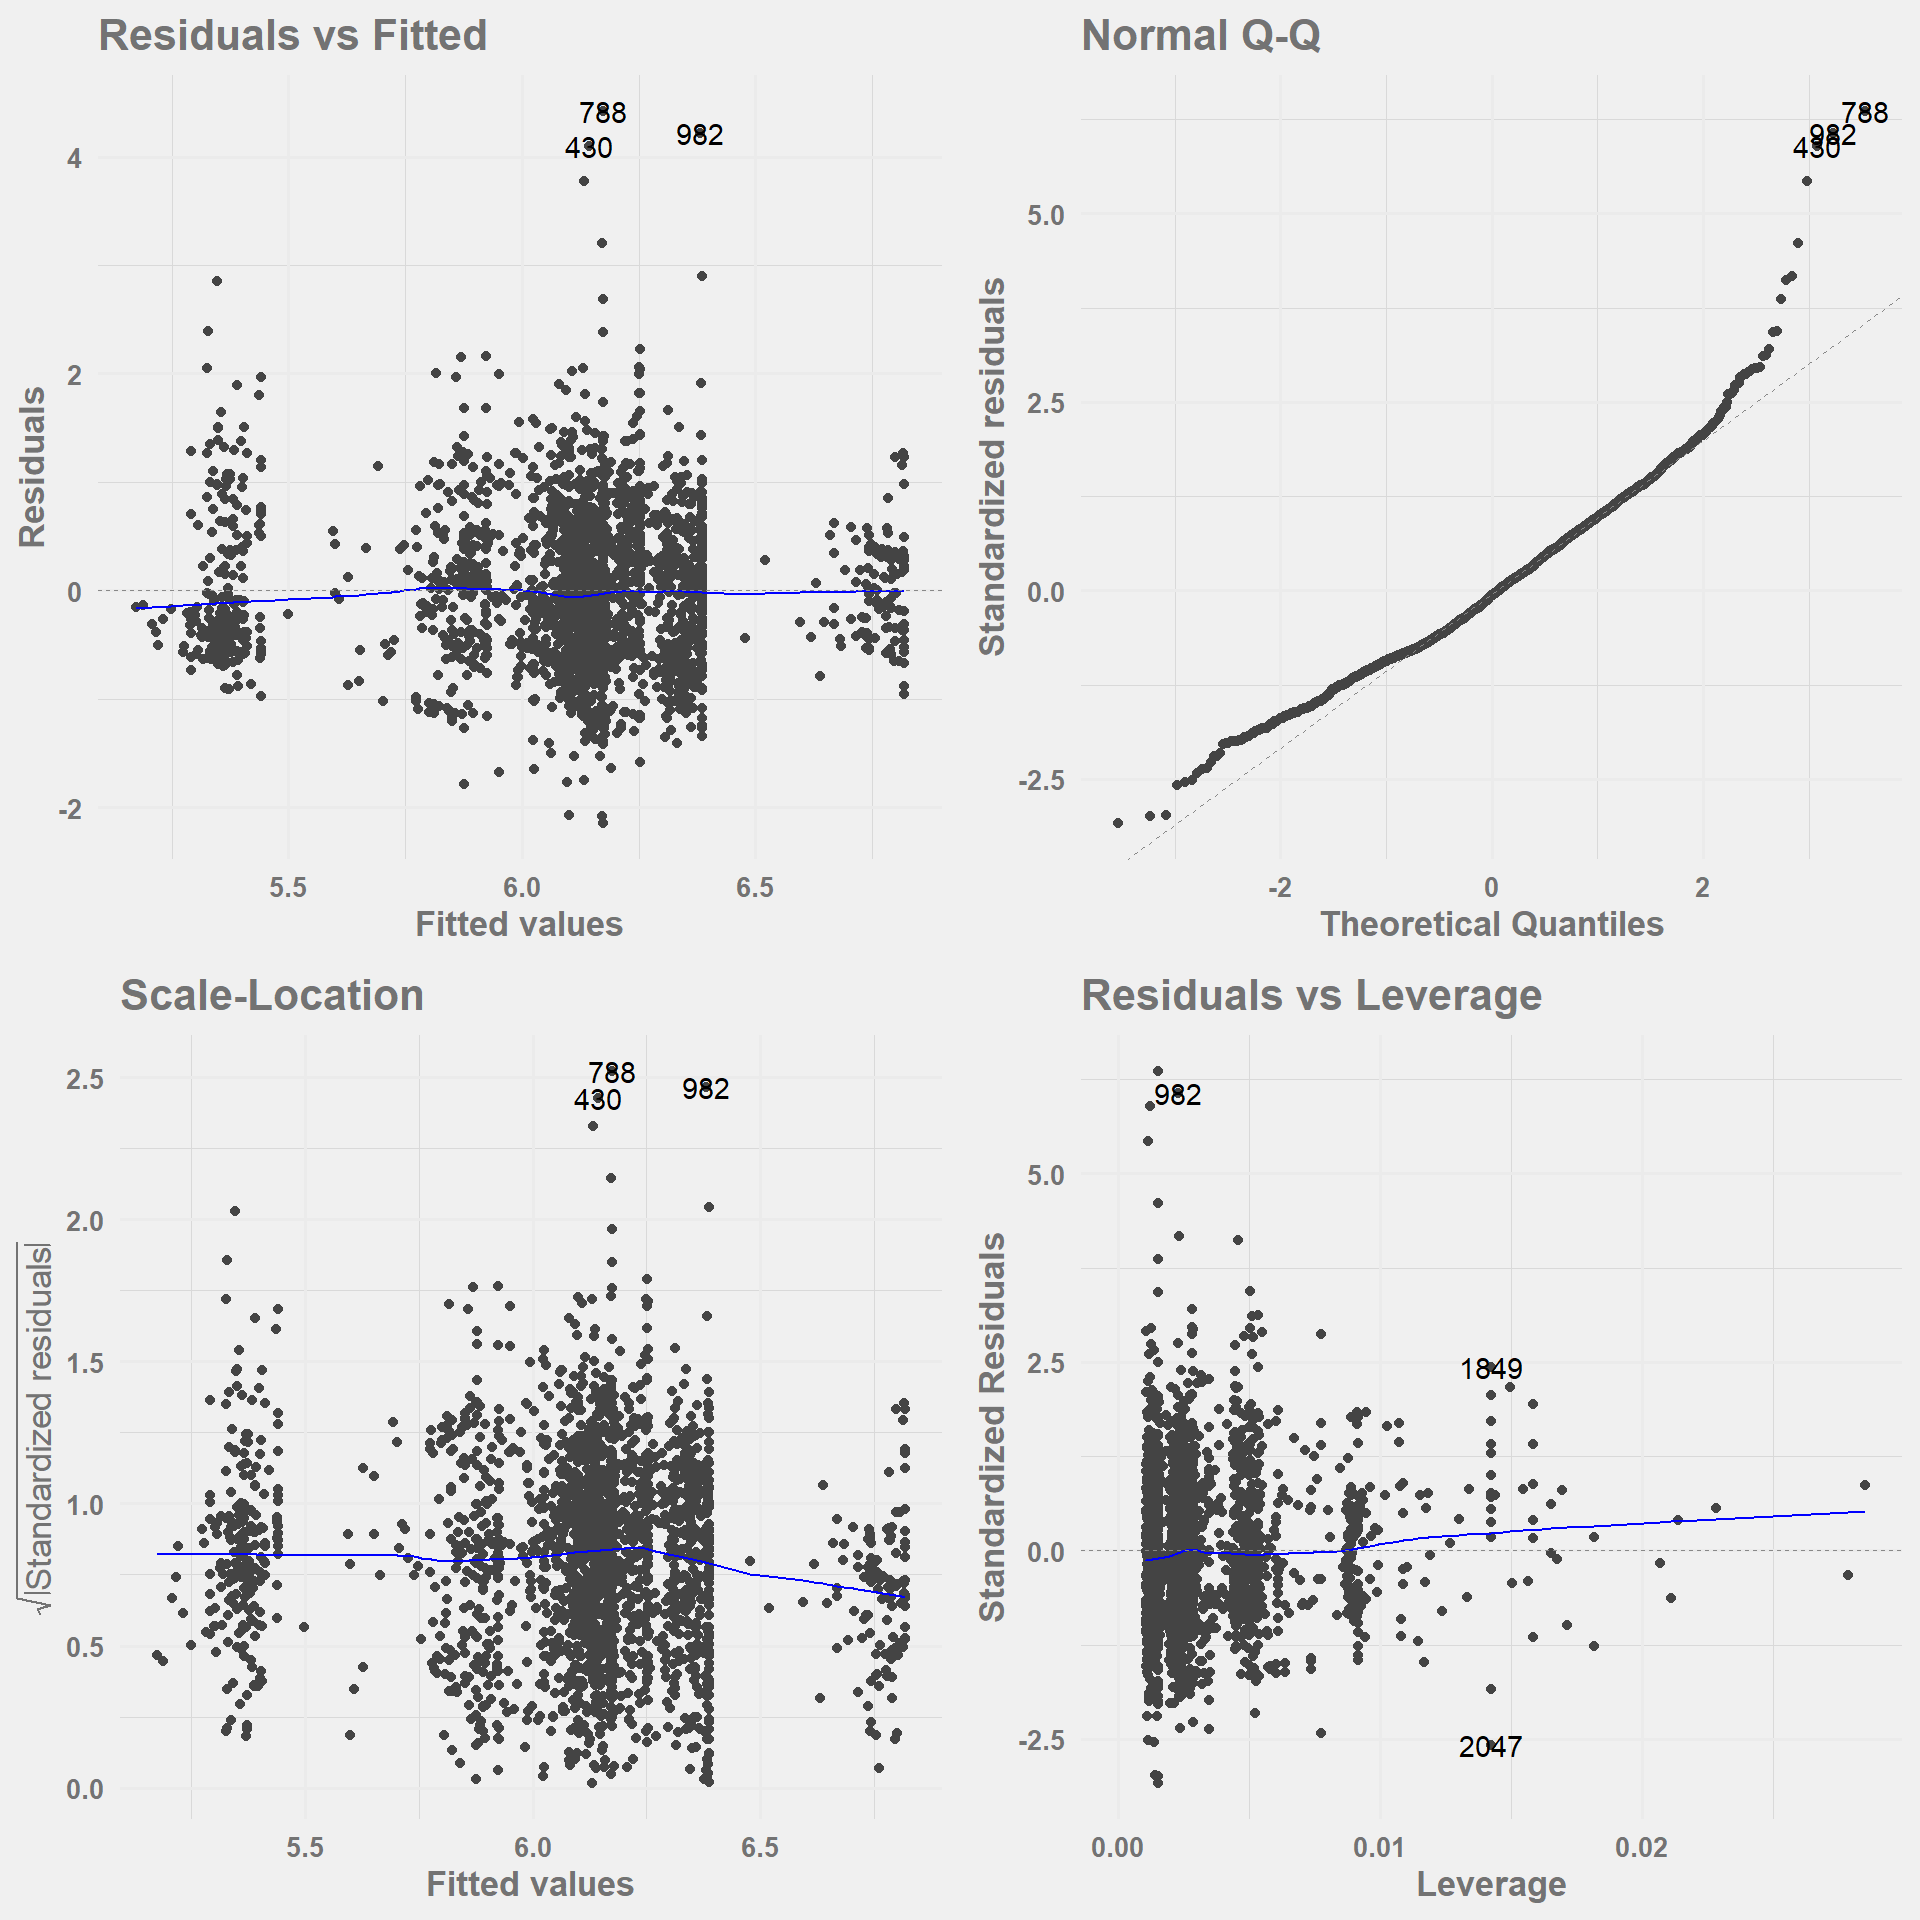 Residuals vs Fitted
Residuals
4
2
0
-2
788
982
430
5.5 6.0 6.5
Fitted values
Normal Q-Q
Standardized residuals
5.0
2.5
0.0
-2.5
788
982
430
-2 0 2
Theoretical Quantiles
Scale-Location
√|Standardized residuals|
2.5
2.0
1.5
1.0
0.5
0.0
788
982
430
5.5 6.0 6.5
Fitted values
Residuals vs Leverage
Standardized Residuals
5.0
2.5
0.0
-2.5
982
1849
2047
0.00 0.01 0.02
Leverage